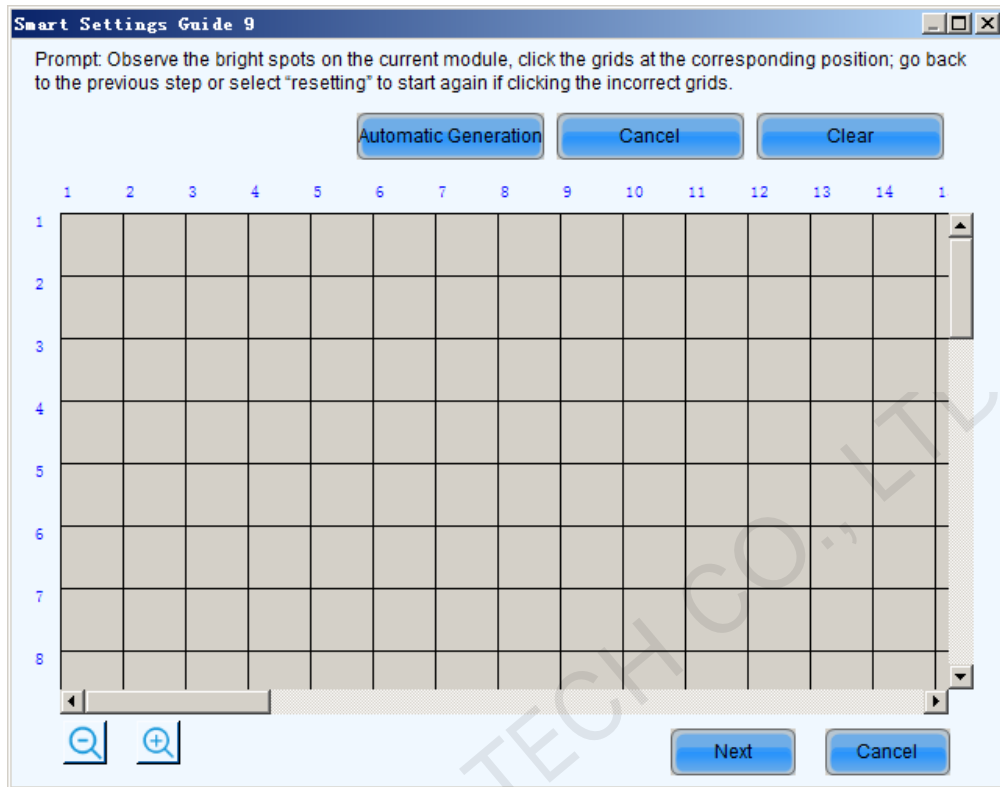 Smart Settings Guide 9
Prompt: Observe the bright spots on the current module, click the grids at the corresponding position; go back
to the previous step or select “resetting” to start again if clicking the incorrect grids.
Automatic Generation Cancel Clear
1 2 3 4 5 6 7 8 9 10 11 12 13 14 1
1
2
3
4
5
6
7
8
TECH CO., LTD
Next Cancel